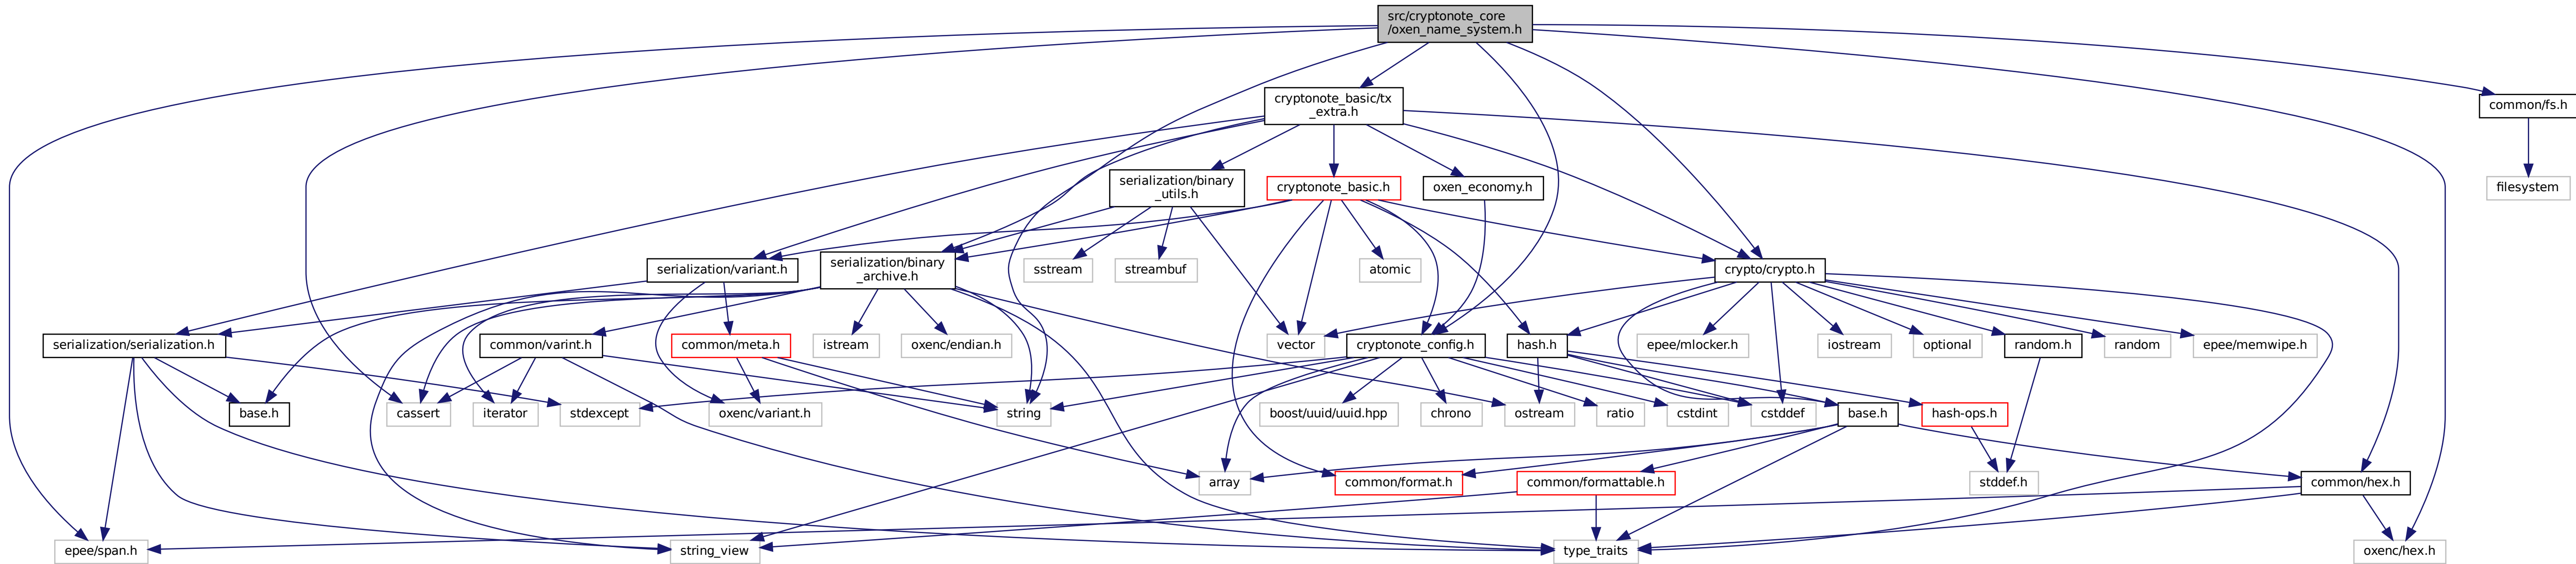 src/cryptonote_core
/oxen_name_system.h
cryptonote_basic/tx
_extra.h
common/fs.h
serialization/binary
_utils.h
cryptonote_basic.h
oxen_economy.h
filesystem
serialization/variant.h
serialization/binary
_archive.h
sstream
streambuf
atomic
crypto/crypto.h
serialization/serialization.h
common/varint.h
common/meta.h
istream
oxenc/endian.h
vector
cryptonote_config.h
hash.h
epee/mlocker.h
iostream
optional
random.h
random
epee/memwipe.h
base.h
cassert
iterator
stdexcept
oxenc/variant.h
string
boost/uuid/uuid.hpp
chrono
ostream
ratio
cstdint
cstddef
base.h
hash-ops.h
array
common/format.h
common/formattable.h
stddef.h
common/hex.h
epee/span.h
string_view
type_traits
oxenc/hex.h